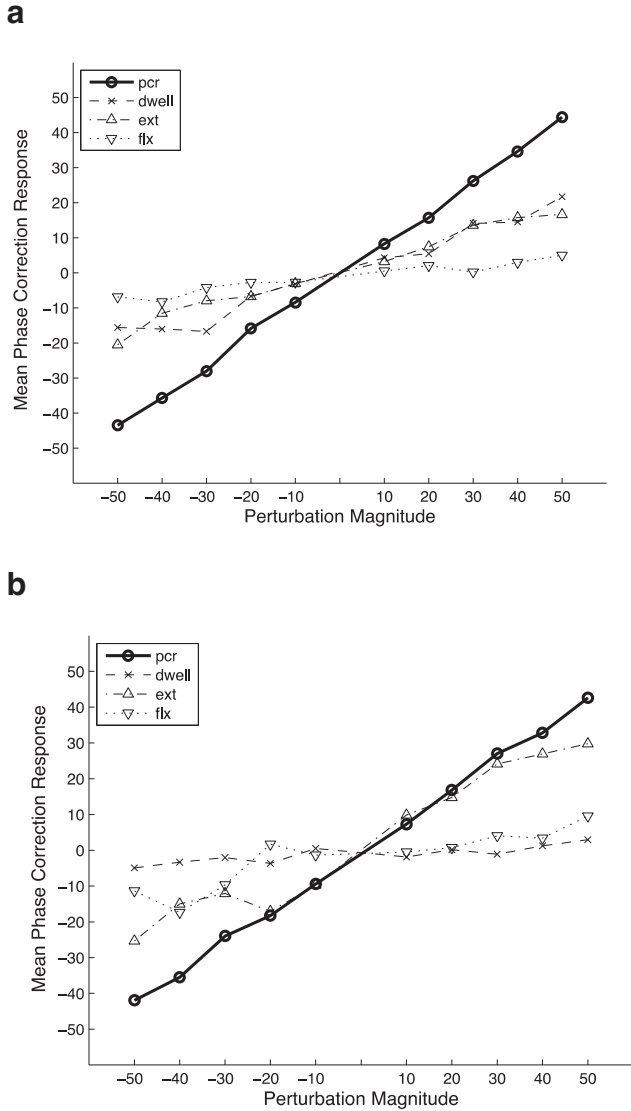 a
pcr
dwell
ext
flx
50
40
30
20
10
0
−10
−20
−30
−40
−50
Mean Phase Correction Response
−50 −40 −30 −20 −10 10 20 30 40 50
Perturbation Magnitude
b
pcr
dwell
ext
flx
50
40
30
20
10
0
−10
−20
−30
−40
−50
Mean Phase Correction Response
−50 −40 −30 −20 −10 10 20 30 40 50
Perturbation Magnitude